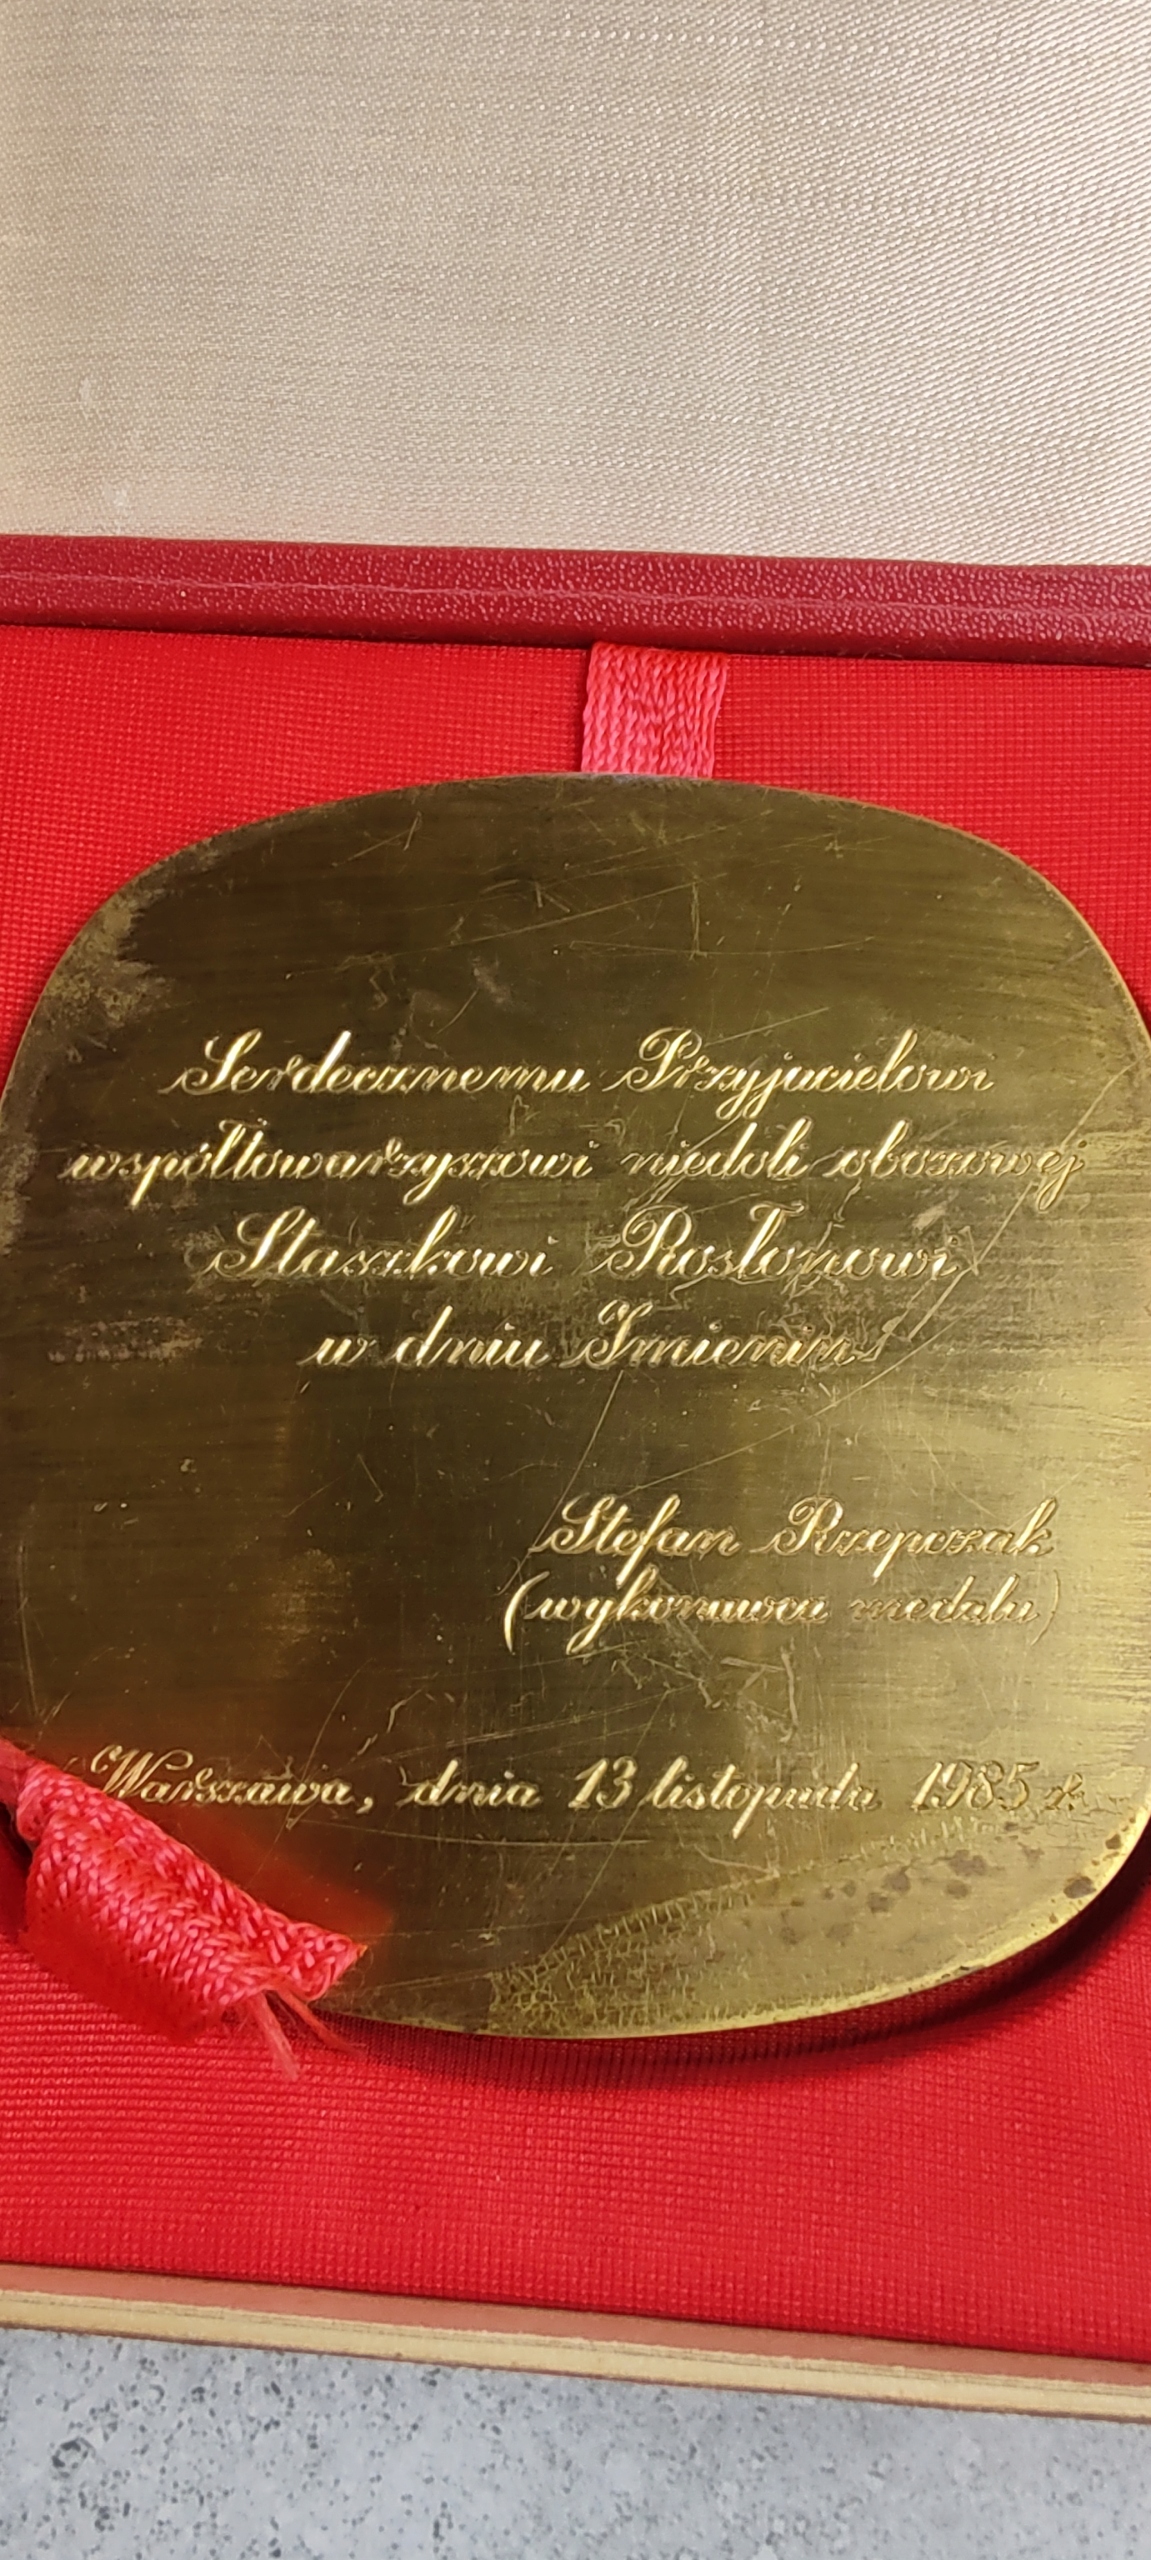 Serdecznemu Przyjacielowi
współtowarzyszowi niedoli obozowej
Staszkowi Rosłonowi
w dniu Imienin
Stefan Rzepczak
(wykonawca medalu)
Warszawa, dnia 13 listopada 1985 r.